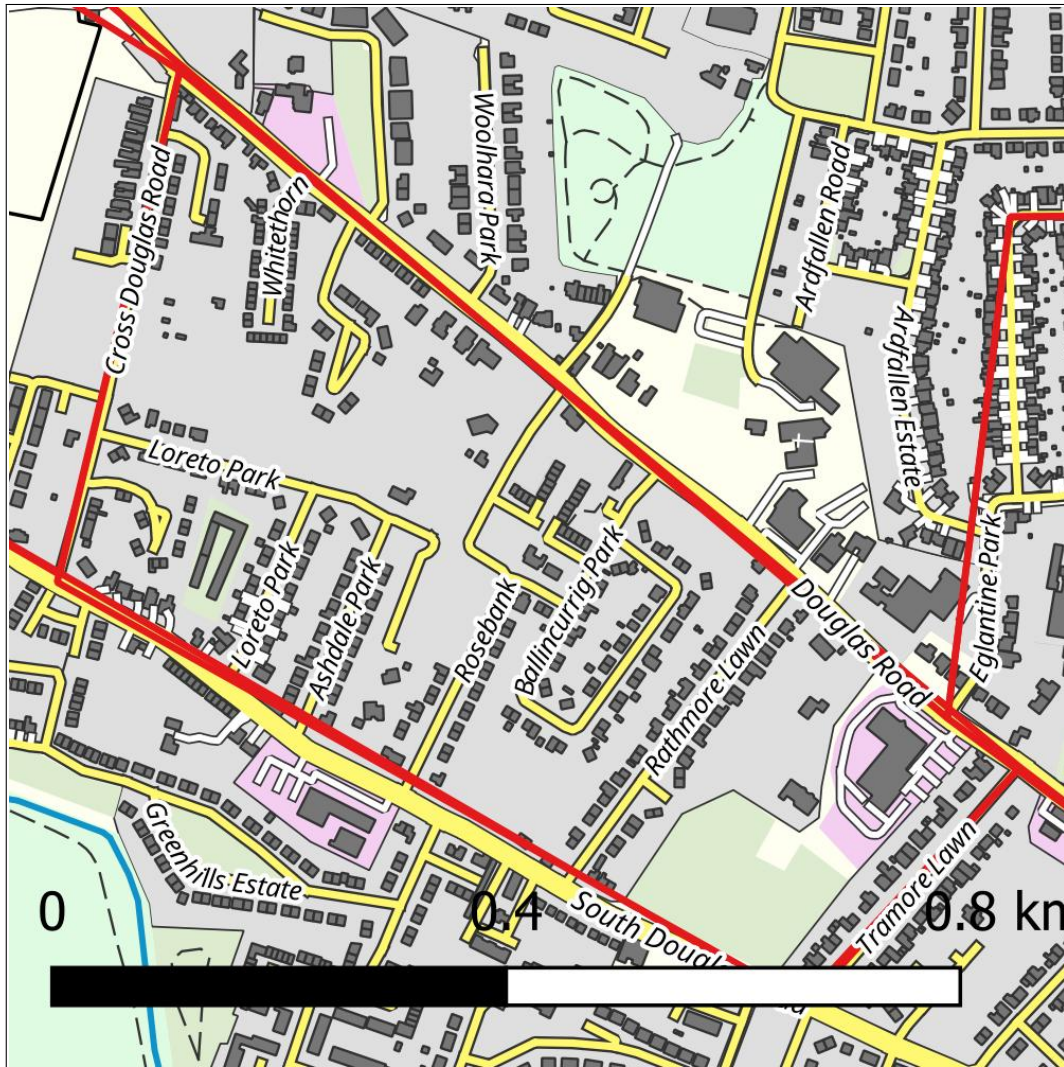 Woolhara Park
Cross Douglas Road
Whitethorn
Ardfallen Road
Ardfallen Estate
Loreto Park
Loreto Park
Ashdale Park
Rosebank
Ballincurrig Park
Rathmore Lawn
Douglas Road
Eglantine Park
Greenhills Estate
South Douglas
Tramore Lawn
0
0.4
0.8 km